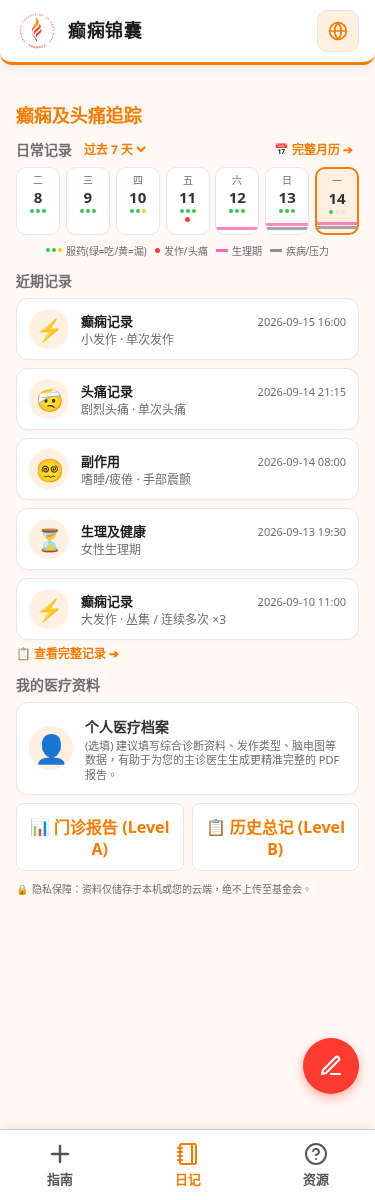 癫痫锦囊
癫痫及头痛追踪
日常记录 过去 7 天 📅 完整月历 ➔
二 三 四 五 六 日 一
8 9 10 11 12 13 14
服药(绿=吃/黄=漏) 发作/头痛 生理期 疾病/压力
近期记录
癫痫记录 2026-09-15 16:00
小发作 · 单次发作
头痛记录 2026-09-14 21:15
剧烈头痛 · 单次头痛
副作用 2026-09-14 08:00
嗜睡/疲倦 · 手部震颤
生理及健康 2026-09-13 19:30
女性生理期
癫痫记录 2026-09-10 11:00
大发作 · 丛集 / 连续多次 ×3
📋 查看完整记录 ➔
我的医疗资料
个人医疗档案
(选填) 建议填写综合诊断资料、发作类型、脑电图等
数据，有助于为您的主诊医生生成更精准完整的 PDF
报告。
📊 门诊报告 (Level
A)
📋 历史总记 (Level
B)
🔒 隐私保障：资料仅储存于本机或您的云端，绝不上传至基金会。
指南 日记 资源